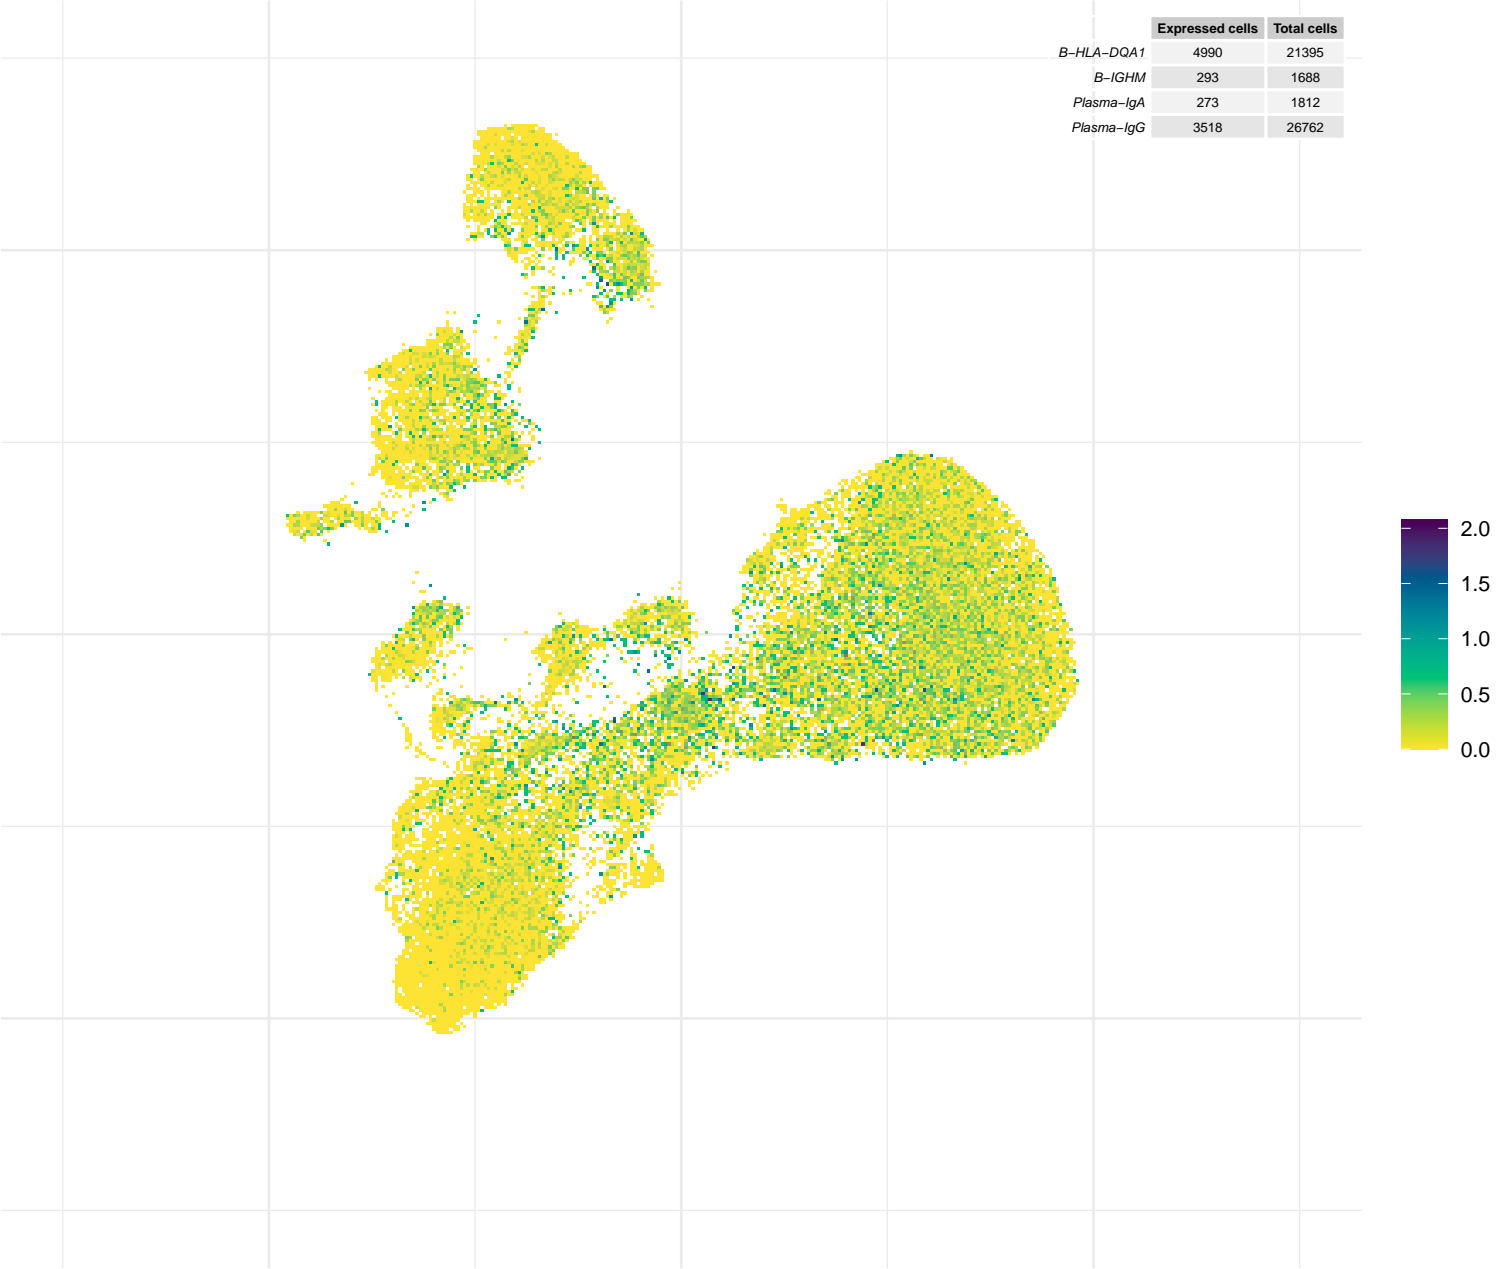 Expressed cells Total cells
B−HLA−DQA1 4990 21395
B−IGHM 293 1688
Plasma−IgA 273 1812
Plasma−IgG 3518 26762
2.0
1.5
1.0
0.5
0.0